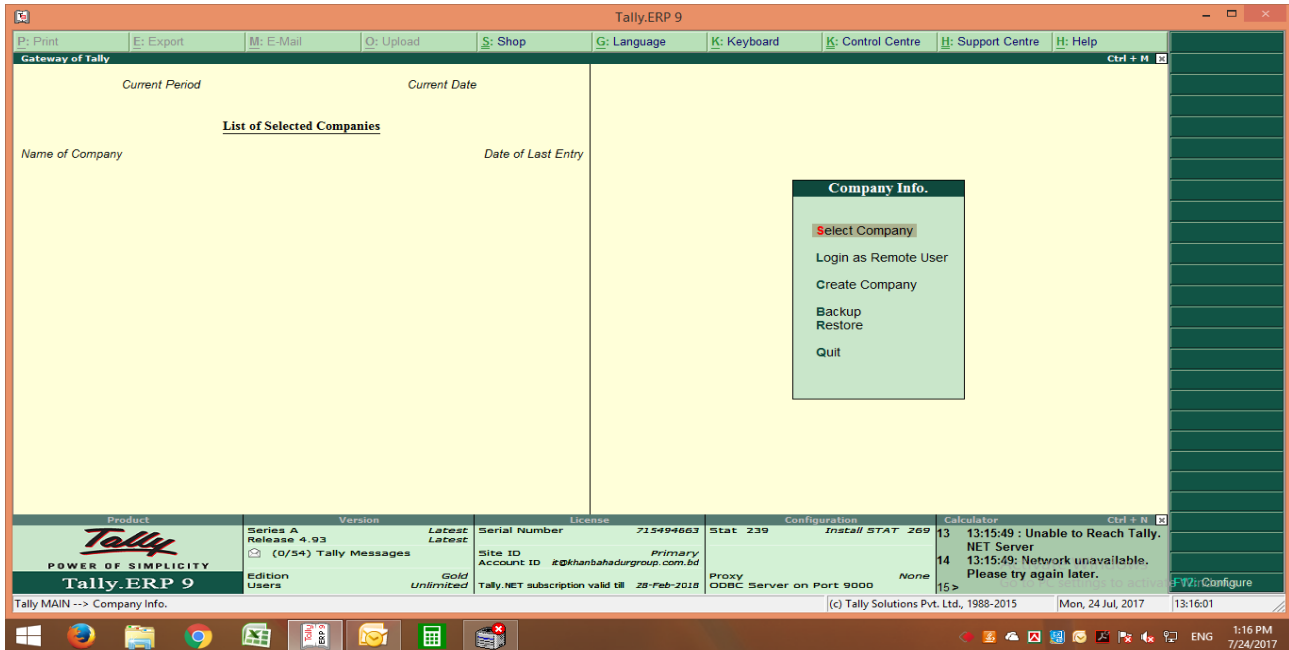 Tally.ERP 9
P: Print E: Export M: E-Mail O: Upload S: Shop G: Language K: Keyboard K: Control Centre H: Support Centre H: Help
Gateway of Tally Ctrl + M
Current Period Current Date
List of Selected Companies
Name of Company Date of Last Entry
Company Info.
Select Company
Login as Remote User
Create Company
Backup
Restore
Quit
Product Version License Configuration Calculator Ctrl + N
Tally
POWER OF SIMPLICITY
Tally.ERP 9
Series A Latest
Release 4.93 Latest
(0/54) Tally Messages
Edition Gold
Users Unlimited
Serial Number 715494663
Site ID Primary
Account ID it@khanbahadurgroup.com.bd
Tally.NET subscription valid till 28-Feb-2018
Stat 239 Install STAT 269
Proxy None
ODBC Server on Port 9000
13 13:15:49 : Unable to Reach Tally.
NET Server
14 13:15:49: Network unavailable.
Please try again later.
15 >
F12: Configure
Tally MAIN --> Company Info. (c) Tally Solutions Pvt. Ltd., 1988-2015 Mon, 24 Jul, 2017 13:16:01
ENG
1:16 PM
7/24/2017